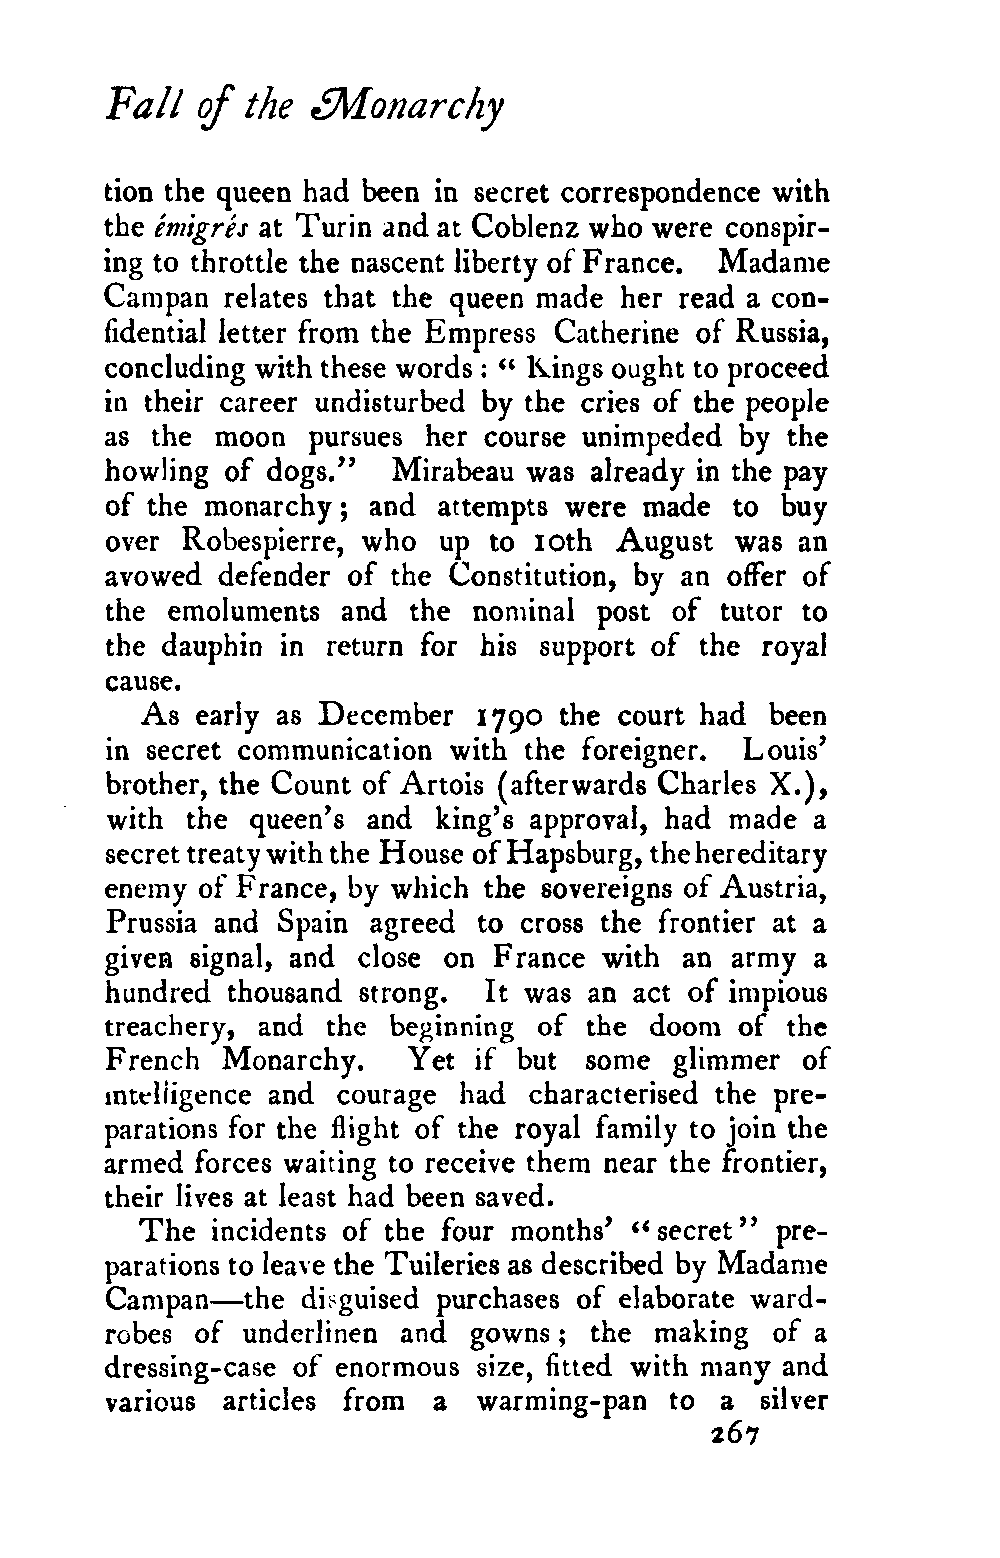 Fall of the Monarchy
tion the queen had been in secret correspondence with
the émigrés at Turin and at Coblenz who were conspir-
ing to throttle the nascent liberty of France. Madame
Campan relates that the queen made her read a con-
fidential letter from the Empress Catherine of Russia,
concluding with these words : “ Kings ought to proceed
in their career undisturbed by the cries of the people
as the moon pursues her course unimpeded by the
howling of dogs.” Mirabeau was already in the pay
of the monarchy ; and attempts were made to buy
over Robespierre, who up to 10th August was an
avowed defender of the Constitution, by an offer of
the emoluments and the nominal post of tutor to
the dauphin in return for his support of the royal
cause.
As early as December 1790 the court had been
in secret communication with the foreigner. Louis’
brother, the Count of Artois (afterwards Charles X.),
with the queen’s and king’s approval, had made a
secret treaty with the House of Hapsburg, the hereditary
enemy of France, by which the sovereigns of Austria,
Prussia and Spain agreed to cross the frontier at a
given signal, and close on France with an army a
hundred thousand strong. It was an act of impious
treachery, and the beginning of the doom of the
French Monarchy. Yet if but some glimmer of
intelligence and courage had characterised the pre-
parations for the flight of the royal family to join the
armed forces waiting to receive them near the frontier,
their lives at least had been saved.
The incidents of the four months’ “ secret ” pre-
parations to leave the Tuileries as described by Madame
Campan—the disguised purchases of elaborate ward-
robes of underlinen and gowns ; the making of a
dressing-case of enormous size, fitted with many and
various articles from a warming-pan to a silver
267